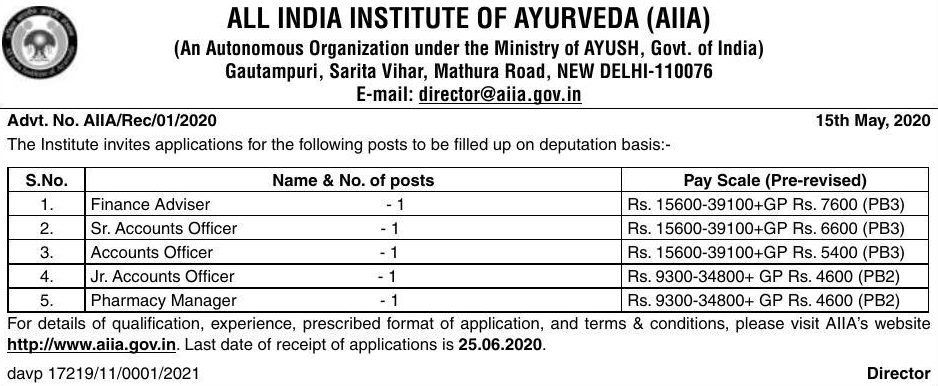 ALL INDIA INSTITUTE OF AYURVEDA (AIIA)
(An Autonomous Organization under the Ministry of AYUSH, Govt. of India)
Gautampuri, Sarita Vihar, Mathura Road, NEW DELHI-110076
E-mail: director@aiia.gov.in
Advt. No. AIIA/Rec/01/2020 15th May, 2020
The Institute invites applications for the following posts to be filled up on deputation basis:-
S.No. Name & No. of posts Pay Scale (Pre-revised)
1. Finance Adviser - 1 Rs. 15600-39100+GP Rs. 7600 (PB3)
2. Sr. Accounts Officer - 1 Rs. 15600-39100+GP Rs. 6600 (PB3)
3. Accounts Officer - 1 Rs. 15600-39100+GP Rs. 5400 (PB3)
4. Jr. Accounts Officer - 1 Rs. 9300-34800+ GP Rs. 4600 (PB2)
5. Pharmacy Manager - 1 Rs. 9300-34800+ GP Rs. 4600 (PB2)
For details of qualification, experience, prescribed format of application, and terms & conditions, please visit AIIA's website
http://www.aiia.gov.in. Last date of receipt of applications is 25.06.2020.
davp 17219/11/0001/2021 Director